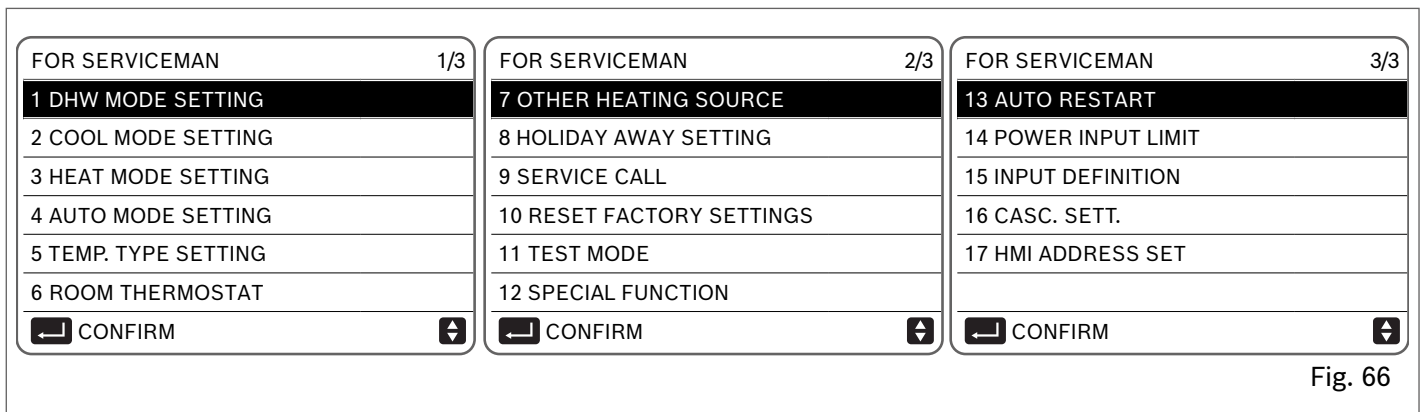 FOR SERVICEMAN 1/3
1 DHW MODE SETTING
2 COOL MODE SETTING
3 HEAT MODE SETTING
4 AUTO MODE SETTING
5 TEMP. TYPE SETTING
6 ROOM THERMOSTAT
CONFIRM
FOR SERVICEMAN 2/3
7 OTHER HEATING SOURCE
8 HOLIDAY AWAY SETTING
9 SERVICE CALL
10 RESET FACTORY SETTINGS
11 TEST MODE
12 SPECIAL FUNCTION
CONFIRM
FOR SERVICEMAN 3/3
13 AUTO RESTART
14 POWER INPUT LIMIT
15 INPUT DEFINITION
16 CASC. SETT.
17 HMI ADDRESS SET
CONFIRM
Fig. 66